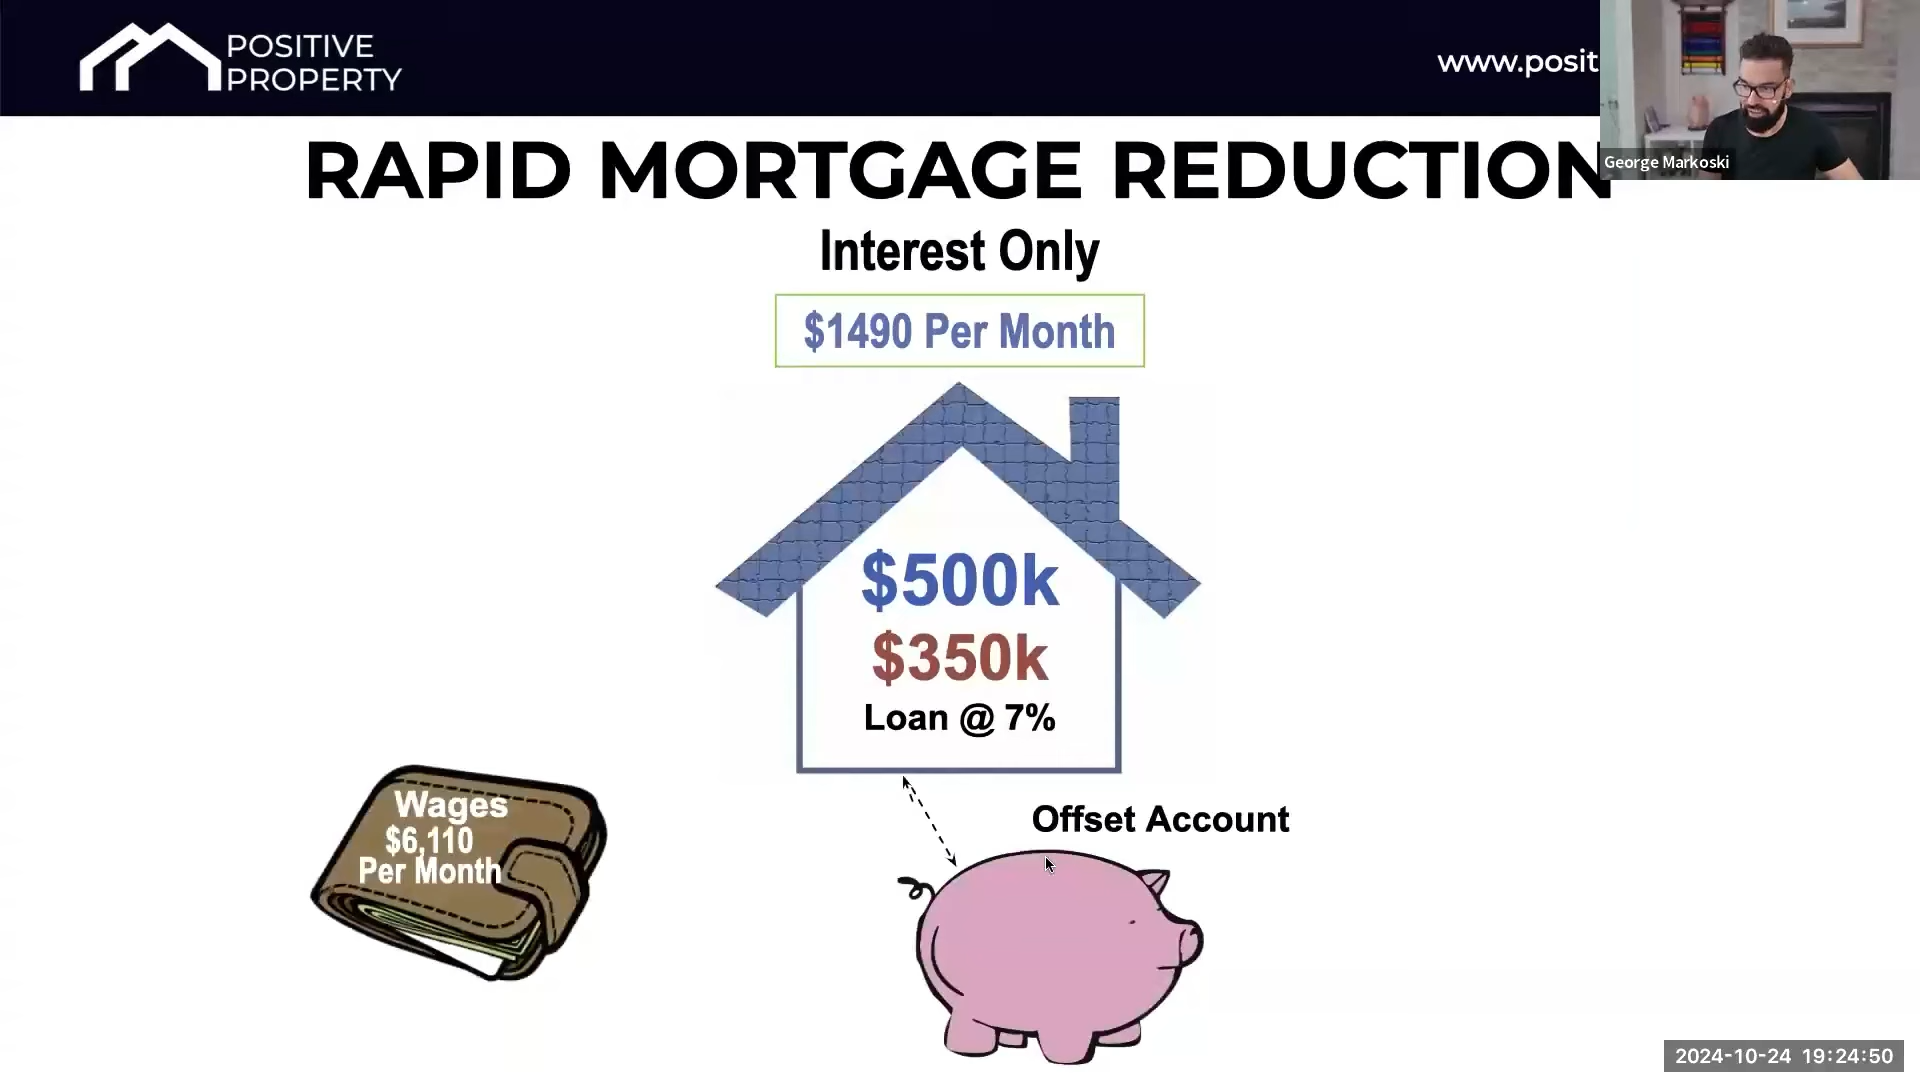 POSITIVE
PROPERTY
www.posit
George Markoski
RAPID MORTGAGE REDUCTION
Interest Only
$1490 Per Month
$500k
$350k
Loan @ 7%
Wages
$6,110
Per Month
Offset Account
2024-10-24 19:24:50